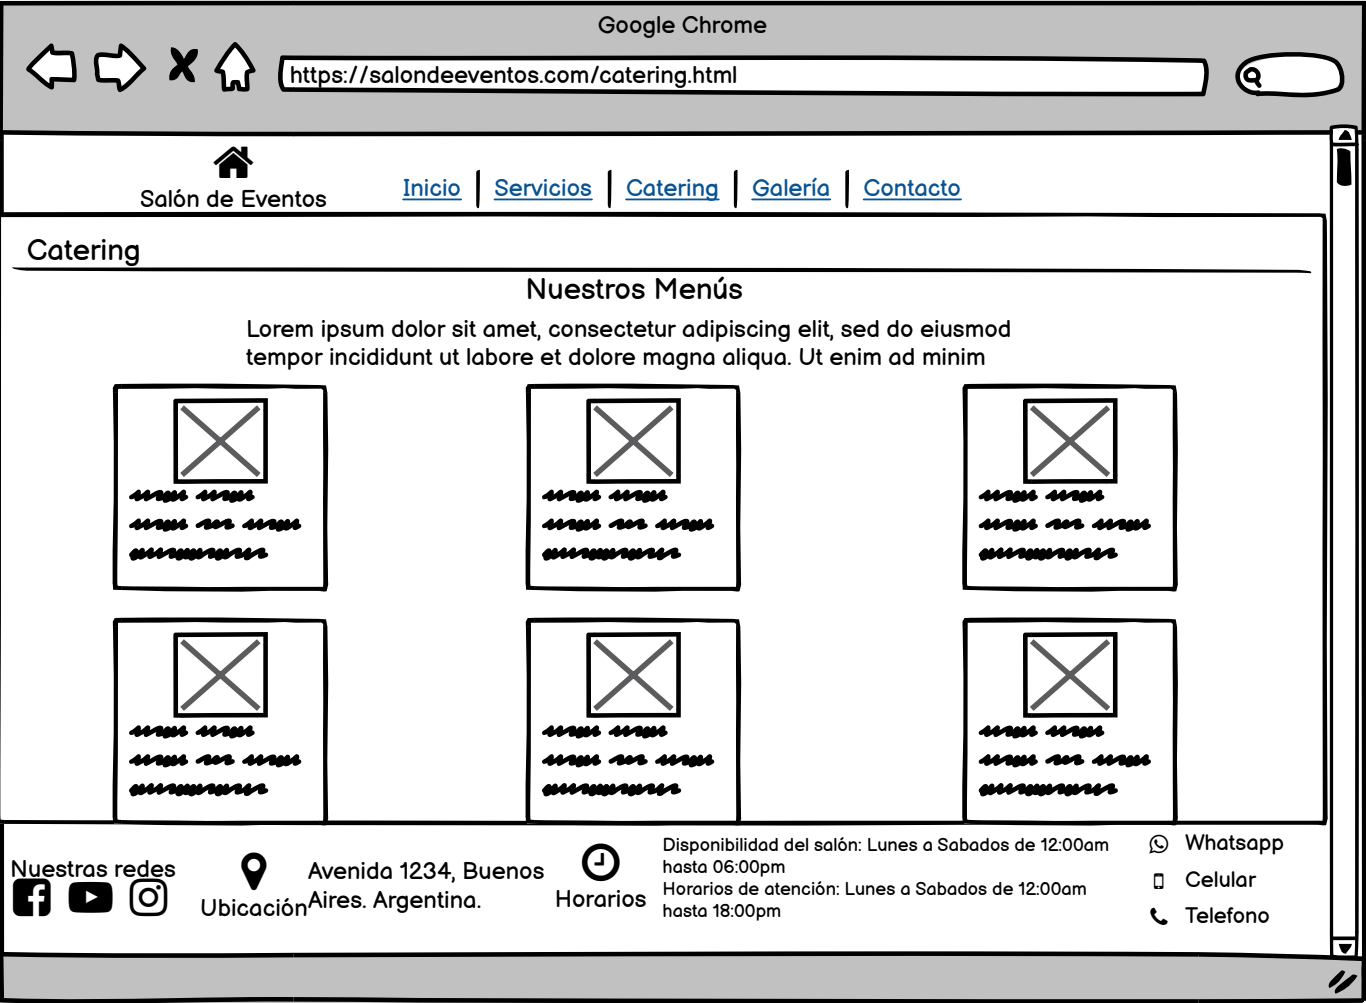 Google Chrome
https://salondeeventos.com/catering.html
Salón de Eventos
Inicio
Servicios
Catering
Galería
Contacto
Catering
Nuestros Menús
Lorem ipsum dolor sit amet, consectetur adipiscing elit, sed do eiusmod
tempor incididunt ut labore et dolore magna aliqua. Ut enim ad minim
Nuestras redes
Ubicación
Avenida 1234, Buenos
Aires. Argentina.
Horarios
Disponibilidad del salón: Lunes a Sabados de 12:00am
hasta 06:00pm
Horarios de atención: Lunes a Sabados de 12:00am
hasta 18:00pm
Whatsapp
Celular
Telefono